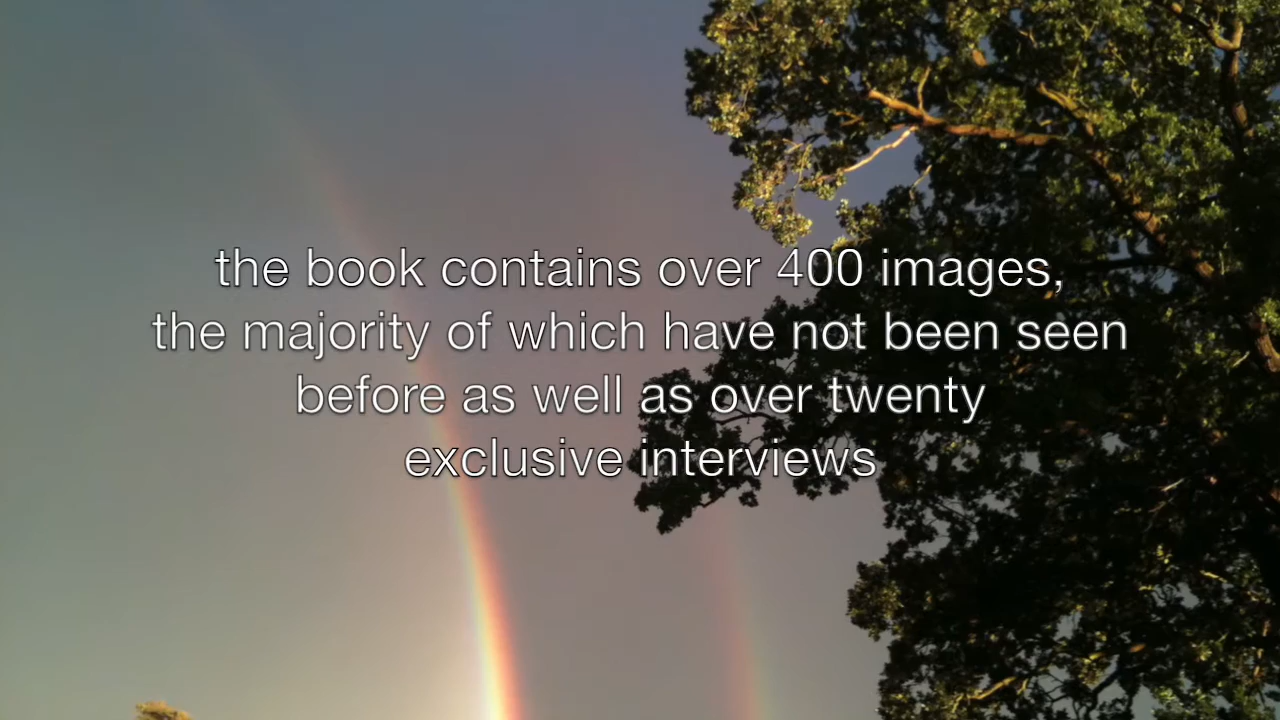 the book contains over 400 images,
the majority of which have not been seen
before as well as over twenty
exclusive interviews